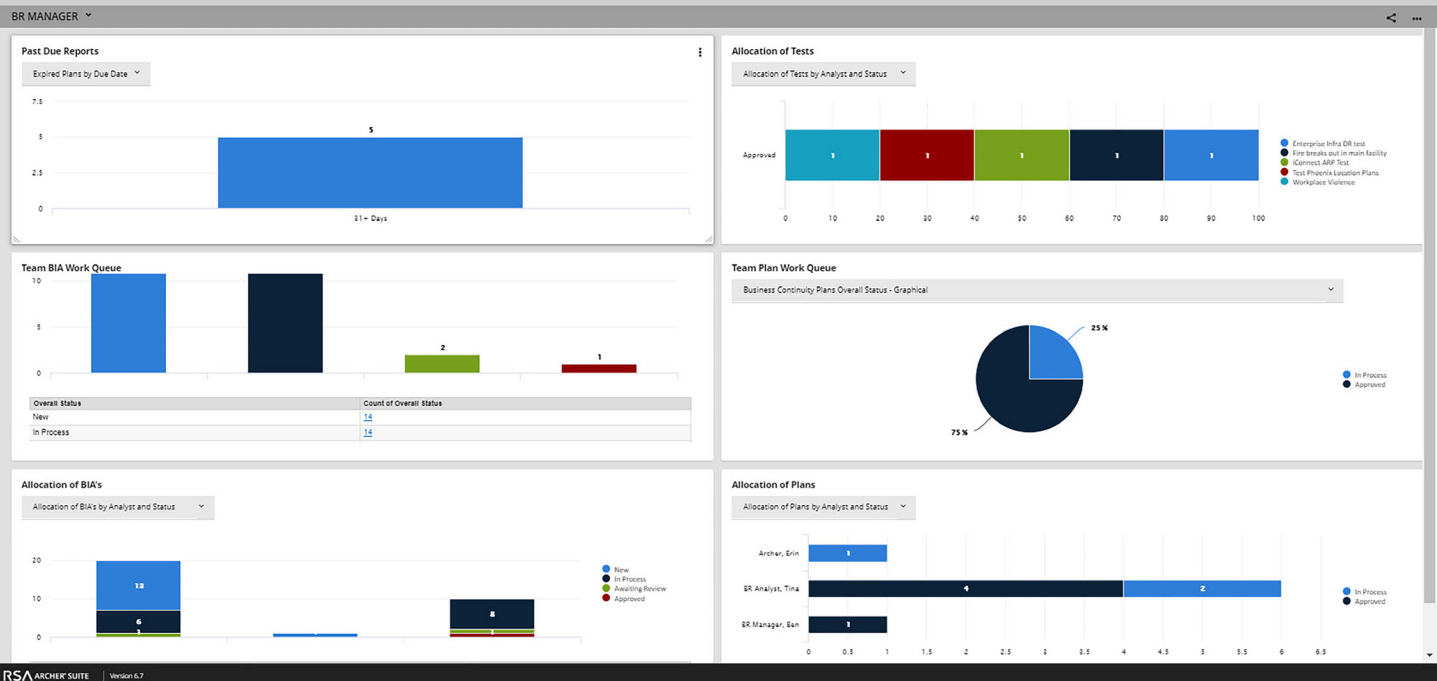 BR MANAGER
Past Due Reports
Expired Plans by Due Date
7.5
5
2.5
0
5
31+ Days
Allocation of Tests
Allocation of Tests by Analyst and Status
Approved
1 1 1 1 1
0 10 20 30 40 50 60 70 80 90 100
Enterprise Infra DR test
Fire breaks out in main facility
iConnect ARP Test
Test Phoenix Location Plans
Workplace Violence
Team BIA Work Queue
10
5
0
2
1
Overall Status Count of Overall Status
New 14
In Process 14
Team Plan Work Queue
Business Continuity Plans Overall Status - Graphical
25 %
75 %
In Process
Approved
Allocation of BIA's
Allocation of BIA's by Analyst and Status
20
10
0
13
6
1
8
New
In Process
Awaiting Review
Approved
Allocation of Plans
Allocation of Plans by Analyst and Status
Archer, Erin 1
BR Analyst, Tina 4 2
BR Manager, Ben 1
0 0.5 1 1.5 2 2.5 3 3.5 4 4.5 5 5.5 6 6.5
In Process
Approved
RSA ARCHER® SUITE Version 6.7